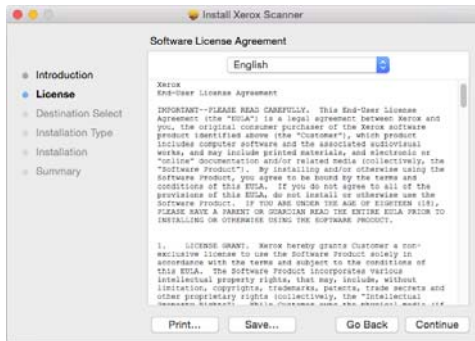 Install Xerox Scanner
Software License Agreement
English
Introduction
License
Destination Select
Installation Type
Installation
Summary
Xerox
End-User License Agreement
IMPORTANT--PLEASE READ CAREFULLY. This End-User License
Agreement (the "EULA") is a legal agreement between Xerox and
you, the original consumer purchaser of the Xerox software
product identified above (the "Customer"), which product
includes computer software and the associated audiovisual
works, and may include printed materials, and electronic or
"online" documentation and/or related media (collectively, the
"Software Product"). By installing and/or otherwise using the
Software Product, you agree to be bound by the terms and
conditions of this EULA. If you do not agree to all of the
provisions of this EULA, do not install or otherwise use the
Software Product. IF YOU ARE UNDER THE AGE OF EIGHTEEN (18),
PLEASE HAVE A PARENT OR GUARDIAN READ THE ENTIRE EULA PRIOR TO
INSTALLING OR OTHERWISE USING THE SOFTWARE PRODUCT.
1. LICENSE GRANT. Xerox hereby grants Customer a non-
exclusive license to use the Software Product solely in
accordance with the terms and subject to the conditions of
this EULA. The Software Product incorporates various
intellectual property rights, that may, include, without
limitation, copyrights, trademarks, patents, trade secrets and
other proprietary rights (collectively, the "Intellectual
Print...
Save...
Go Back
Continue